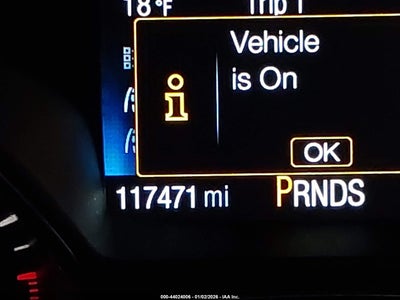 18°F Trip 1
Vehicle
is On
OK
117471 mi PRNDS
000-44024006 - 01/02/2026 - IAA Inc.